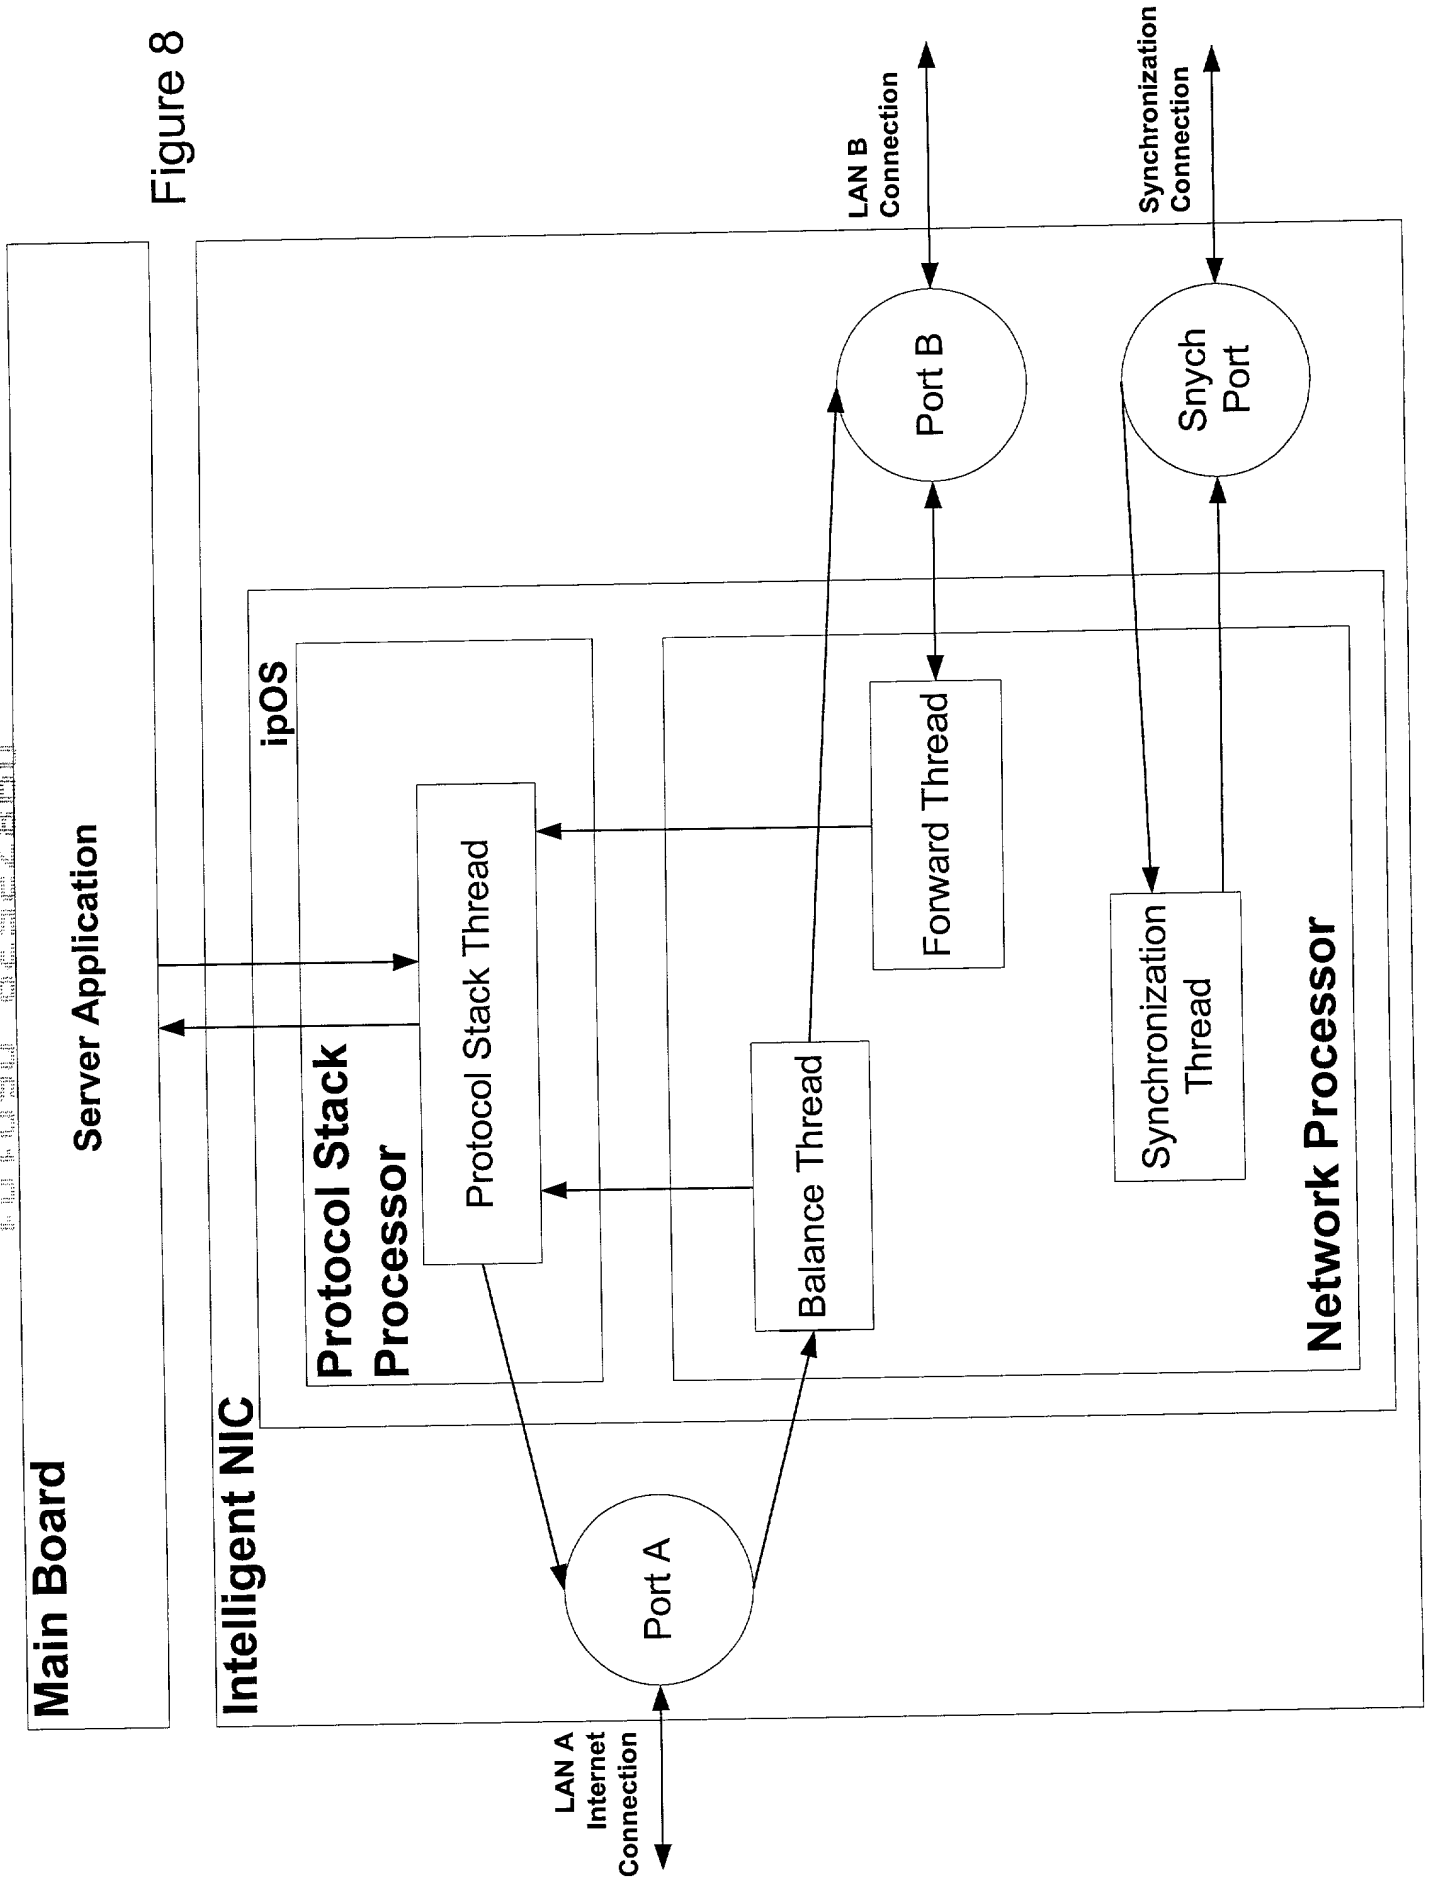 Figure 8
Main Board
Server Application
Intelligent NIC
ipOS
Protocol Stack
Processor
Protocol Stack Thread
LAN A
Internet
Connection
Port A
Balance Thread
Forward Thread
Port B
LAN B
Connection
Synchronization
Thread
Snych
Port
Synchronization
Connection
Network Processor